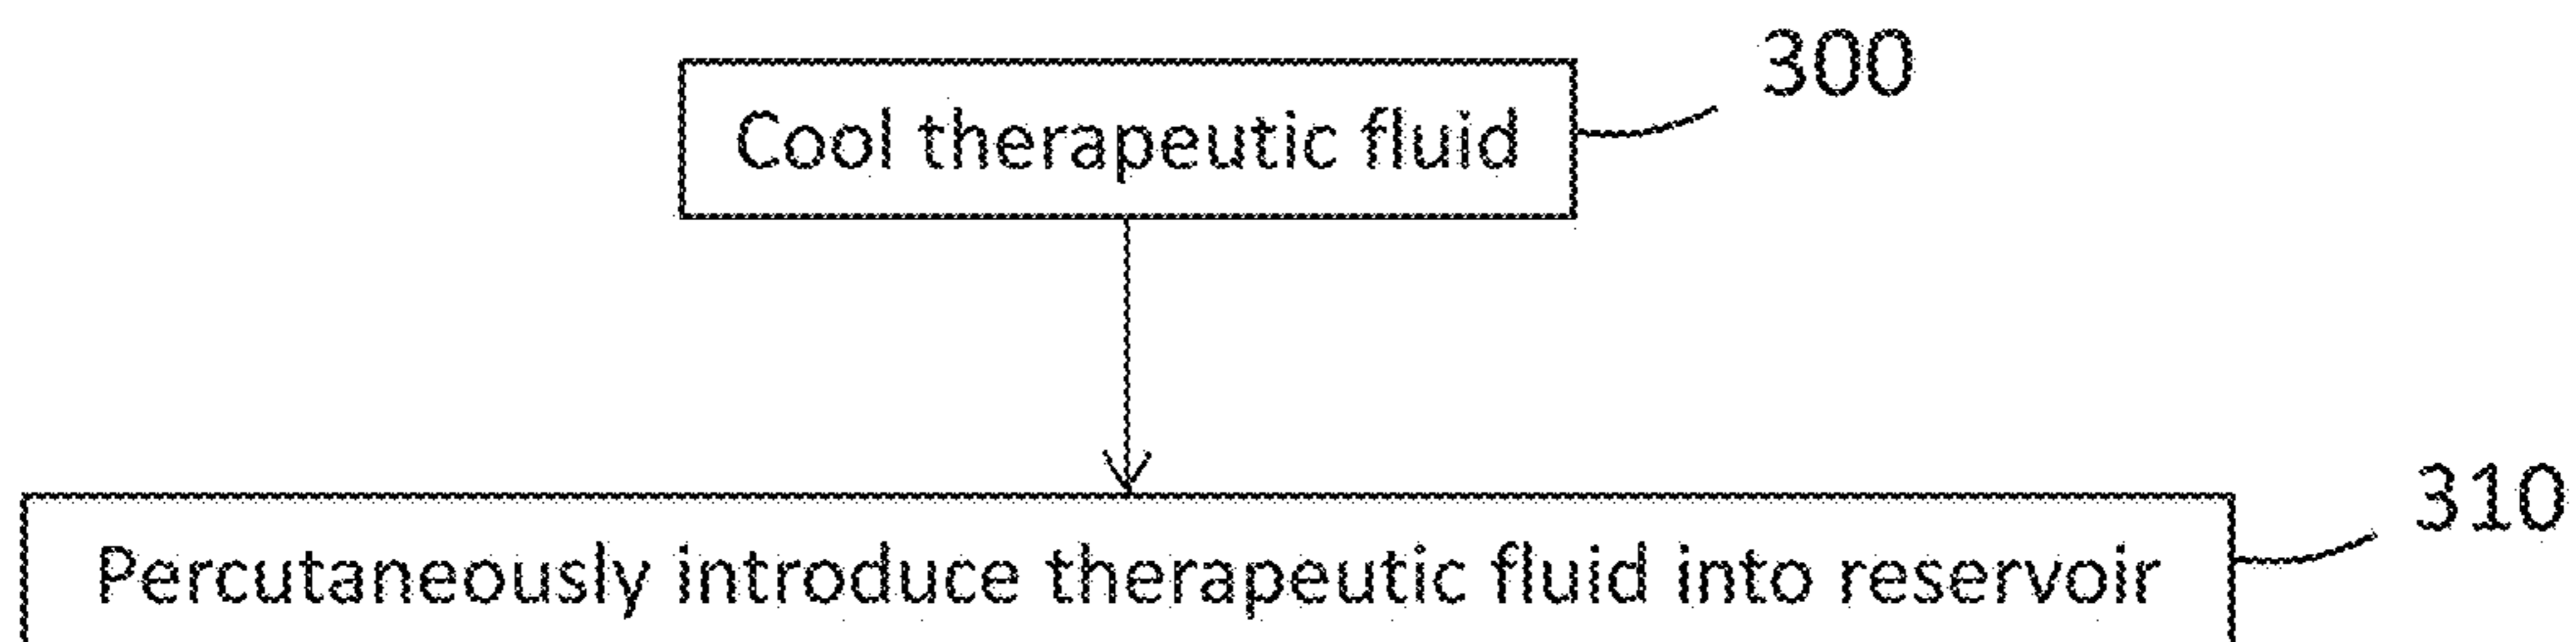 300
Cool therapeutic fluid
310
Percutaneously introduce therapeutic fluid into reservoir